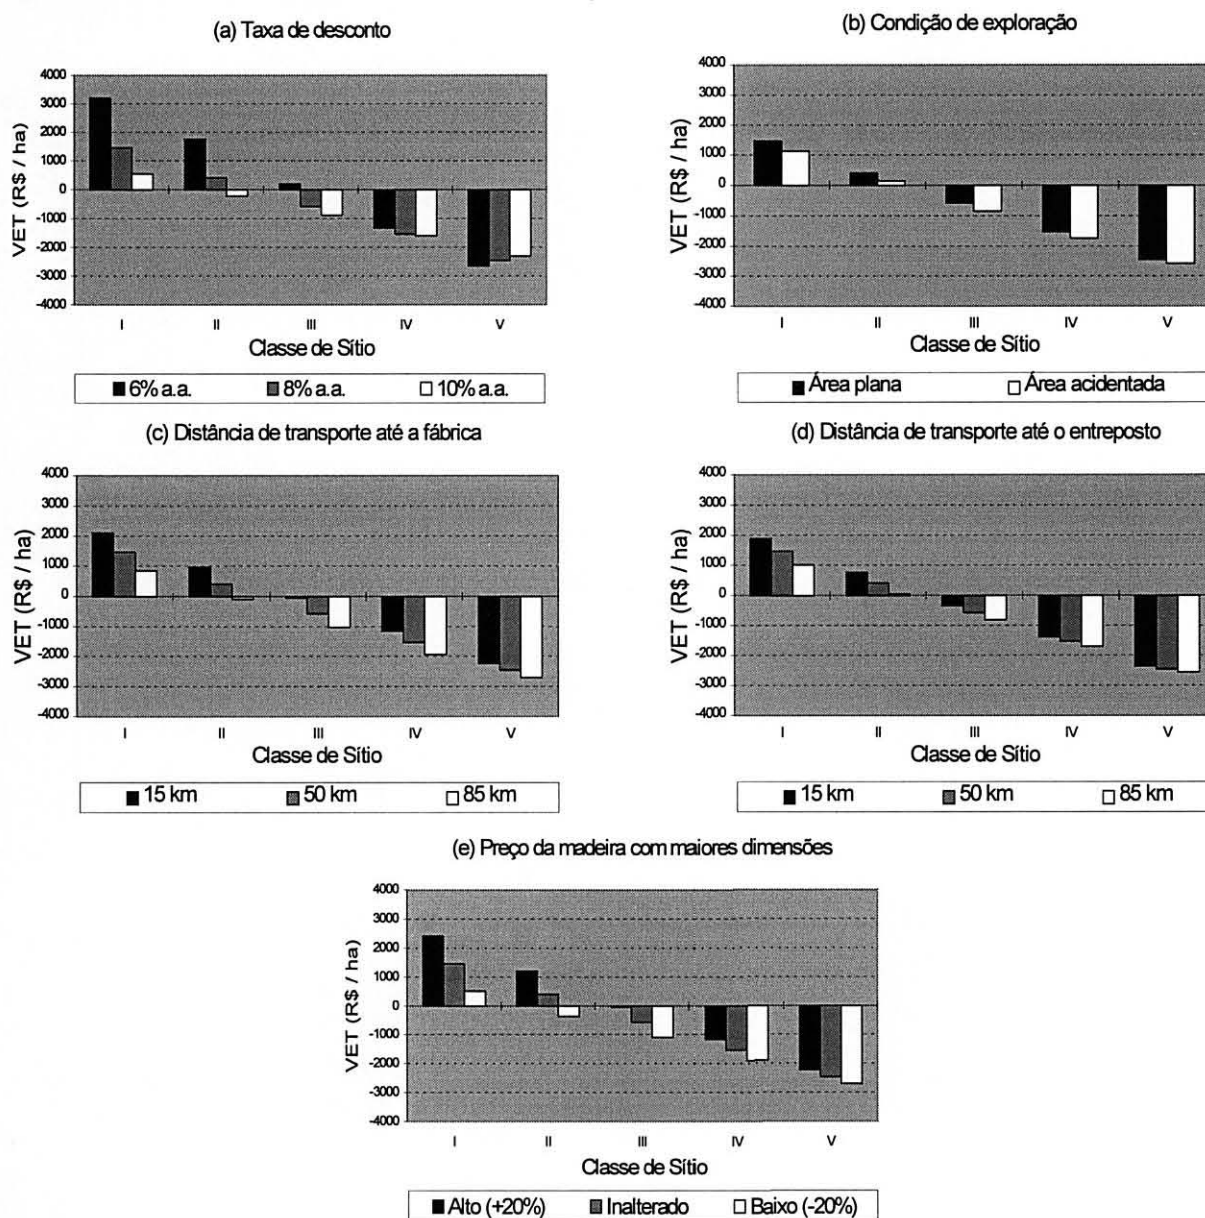 (a) Taxa de desconto
VET (R$ / ha)
4000
3000
2000
1000
0
-1000
-2000
-3000
-4000
I II III IV V
Classe de Sítio
6% a.a. 8% a.a. 10% a.a.
(b) Condição de exploração
VET (R$ / ha)
4000
3000
2000
1000
0
-1000
-2000
-3000
-4000
I II III IV V
Classe de Sítio
Área plana Área acidentada
(c) Distância de transporte até a fábrica
VET (R$ / ha)
4000
3000
2000
1000
0
-1000
-2000
-3000
-4000
I II III IV V
Classe de Sítio
15 km 50 km 85 km
(d) Distância de transporte até o entreposto
VET (R$ / ha)
4000
3000
2000
1000
0
-1000
-2000
-3000
-4000
I II III IV V
Classe de Sítio
15 km 50 km 85 km
(e) Preço da madeira com maiores dimensões
VET (R$ / ha)
4000
3000
2000
1000
0
-1000
-2000
-3000
-4000
I II III IV V
Classe de Sítio
Alto (+20%) Inalterado Baixo (-20%)